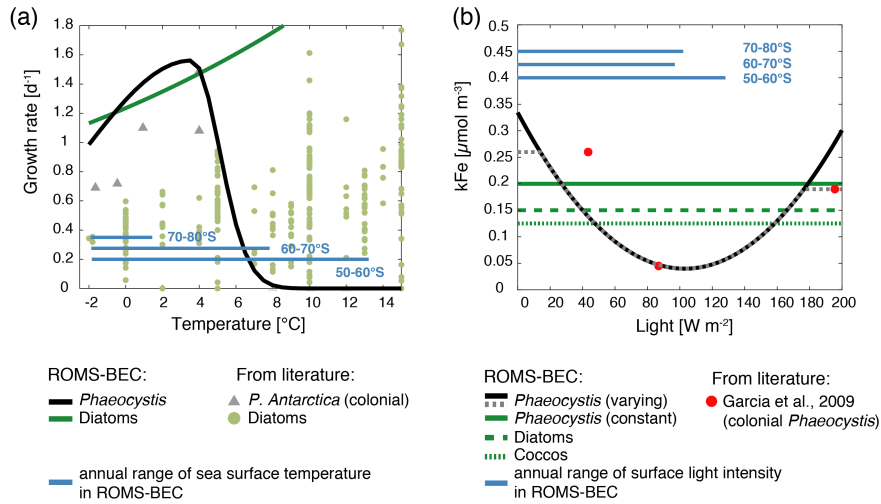 (a)
Growth rate [d⁻¹]
1.8
1.6
1.4
1.2
1
0.8
0.6
0.4
0.2
0
70-80°S
60-70°S
50-60°S
-2 0 2 4 6 8 10 12 14
Temperature [°C]
ROMS-BEC:
Phaeocystis
Diatoms
From literature:
P. Antarctica (colonial)
Diatoms
annual range of sea surface temperature
in ROMS-BEC
(b)
kFe [µmol m⁻³]
0.5
0.45
0.4
0.35
0.3
0.25
0.2
0.15
0.1
0.05
0
70-80°S
60-70°S
50-60°S
0 20 40 60 80 100 120 140 160 180 200
Light [W m⁻²]
ROMS-BEC:
Phaeocystis (varying)
Phaeocystis (constant)
Diatoms
Coccos
From literature:
Garcia et al., 2009
(colonial Phaeocystis)
annual range of surface light intensity
in ROMS-BEC